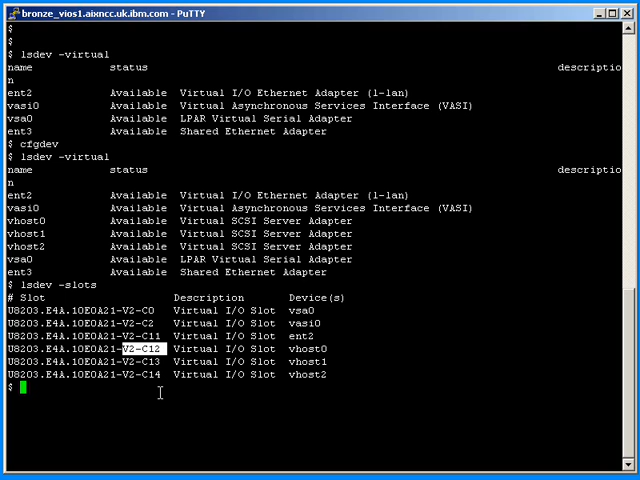 bronze_vios1.aixncc.uk.ibm.com - PuTTY
$
$
$ lsdev -virtual
name status descriptio
n
ent2 Available Virtual I/O Ethernet Adapter (l-lan)
vasi0 Available Virtual Asynchronous Services Interface (VASI)
vsa0 Available LPAR Virtual Serial Adapter
ent3 Available Shared Ethernet Adapter
$ cfgdev
$ lsdev -virtual
name status descriptio
n
ent2 Available Virtual I/O Ethernet Adapter (l-lan)
vasi0 Available Virtual Asynchronous Services Interface (VASI)
vhost0 Available Virtual SCSI Server Adapter
vhost1 Available Virtual SCSI Server Adapter
vhost2 Available Virtual SCSI Server Adapter
vsa0 Available LPAR Virtual Serial Adapter
ent3 Available Shared Ethernet Adapter
$ lsdev -slots
# Slot Description Device(s)
U8203.E4A.10E0A21-V2-C0 Virtual I/O Slot vsa0
U8203.E4A.10E0A21-V2-C2 Virtual I/O Slot vasi0
U8203.E4A.10E0A21-V2-C11 Virtual I/O Slot ent2
U8203.E4A.10E0A21-V2-C12 Virtual I/O Slot vhost0
U8203.E4A.10E0A21-V2-C13 Virtual I/O Slot vhost1
U8203.E4A.10E0A21-V2-C14 Virtual I/O Slot vhost2
$